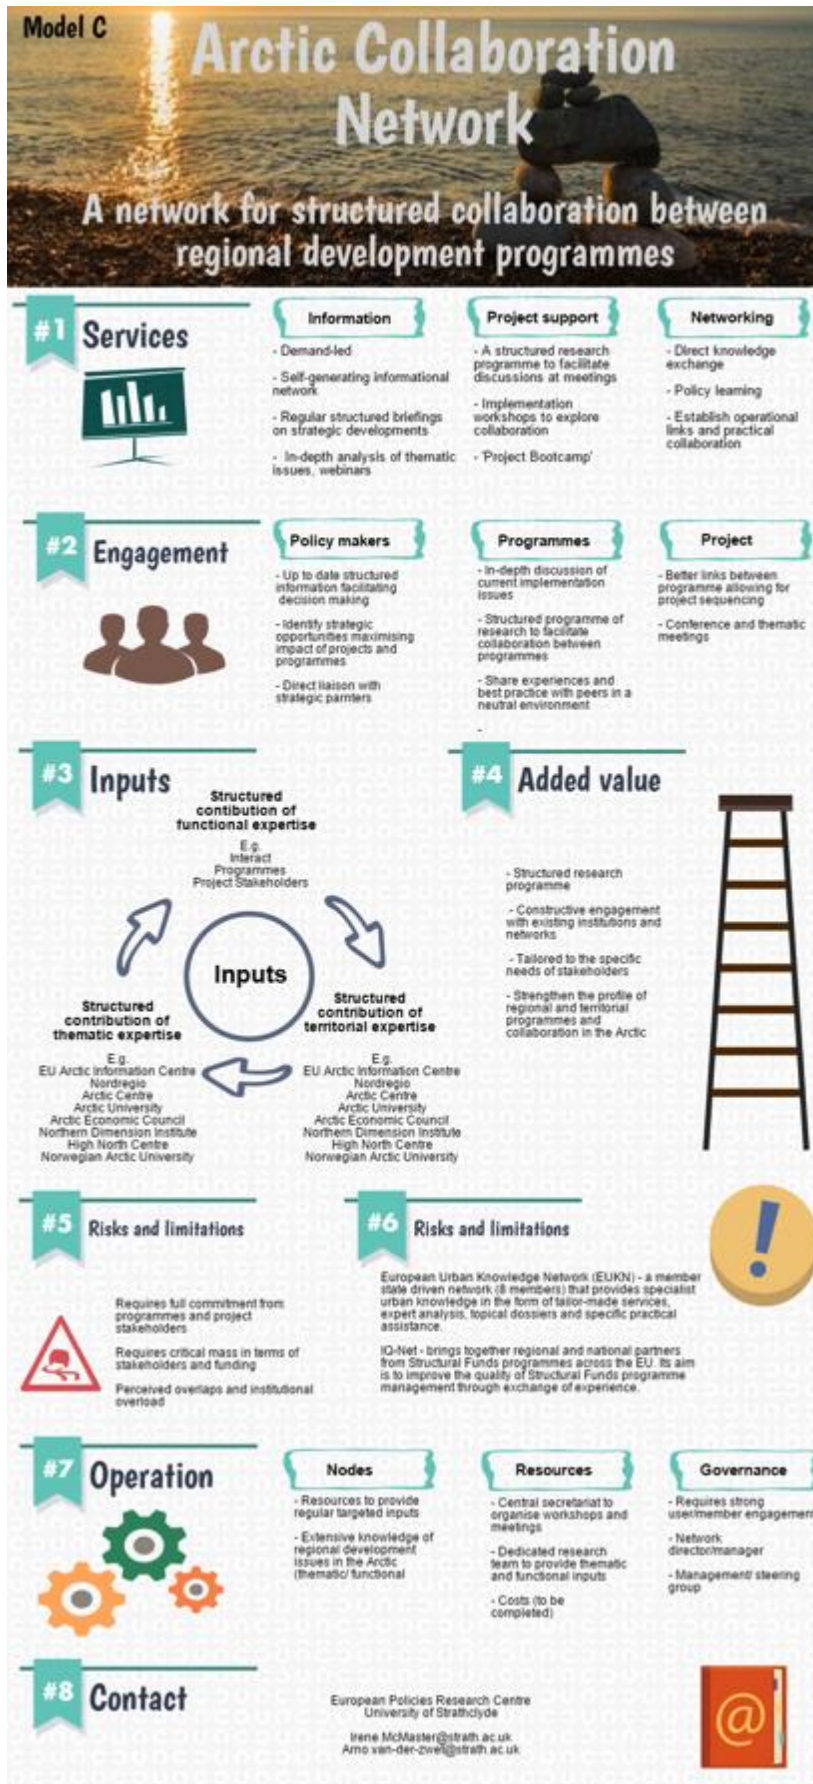 Model C
Arctic Collaboration
Network
A network for structured collaboration between
regional development programmes
#1
Services
Information
- Demand-led
- Self-generating informational
network
- Regular structured briefings
on strategic developments
- In-depth analysis of thematic
issues, webinars
Project support
- A structured research
programme to facilitate
discussions at meetings
- Implementation
workshops to explore
collaboration
- 'Project Bootcamp'
Networking
- Direct knowledge
exchange
- Policy learning
- Establish operational
links and practical
collaboration
#2
Engagement
Policy makers
- Up to date structured
information facilitating
decision making
- Identify strategic
opportunities maximising
impact of projects and
programmes
- Direct liaison with
strategic parnters
Programmes
- In-depth discussion of
current implementation
issues
- Structured programme of
research to facilitate
collaboration between
programmes
- Share experiences and
best practice with peers in a
neutral environment
-
Project
- Better links between
programme allowing for
project sequencing
- Conference and thematic
meetings
#3
Inputs
Structured
contibution of
functional expertise
E.g.
Interact
Programmes
Project Stakeholders
Inputs
Structured
contribution of
thematic expertise
E.g.
EU Arctic Information Centre
Nordregio
Arctic Centre
Arctic University
Arctic Economic Council
Northern Dimension Institute
High North Centre
Norwegian Arctic University
Structured
contribution of
territorial expertise
E.g.
EU Arctic Information Centre
Nordregio
Arctic Centre
Arctic University
Arctic Economic Council
Northern Dimension Institute
High North Centre
Norwegian Arctic University
#4
Added value
- Structured research
programme
- Constructive engagement
with existing institutions and
networks
- Tailored to the specific
needs of stakeholders
- Strengthen the profile of
regional and territorial
programmes and
collaboration in the Arctic
#5
Risks and limitations
Requires full commitment from
programmes and project
stakeholders
Requires critical mass in terms of
stakeholders and funding
Perceived overlaps and institutional
overload
#6
Risks and limitations
!
European Urban Knowledge Network (EUKN) - a member
state driven network (8 members) that provides specialist
urban knowledge in the form of tailor-made services,
expert analysis, topical dossiers and specific practical
assistance.
IQ-Net - brings together regional and national partners
from Structural Funds programmes across the EU. Its aim
is to improve the quality of Structural Funds programme
management through exchange of experience.
#7
Operation
Nodes
- Resources to provide
regular targeted inputs
- Extensive knowledge of
regional development
issues in the Arctic
(thematic/ functional
Resources
- Central secretariat to
organise workshops and
meetings
- Dedicated research
team to provide thematic
and functional inputs
- Costs (to be
completed)
Governance
- Requires strong
user/member engagement
- Network
director/manager
- Management/ steering
group
#8
Contact
European Policies Research Centre
University of Strathclyde
Irene.McMaster@strath.ac.uk
Arno.van-der-zwet@strath.ac.uk
@